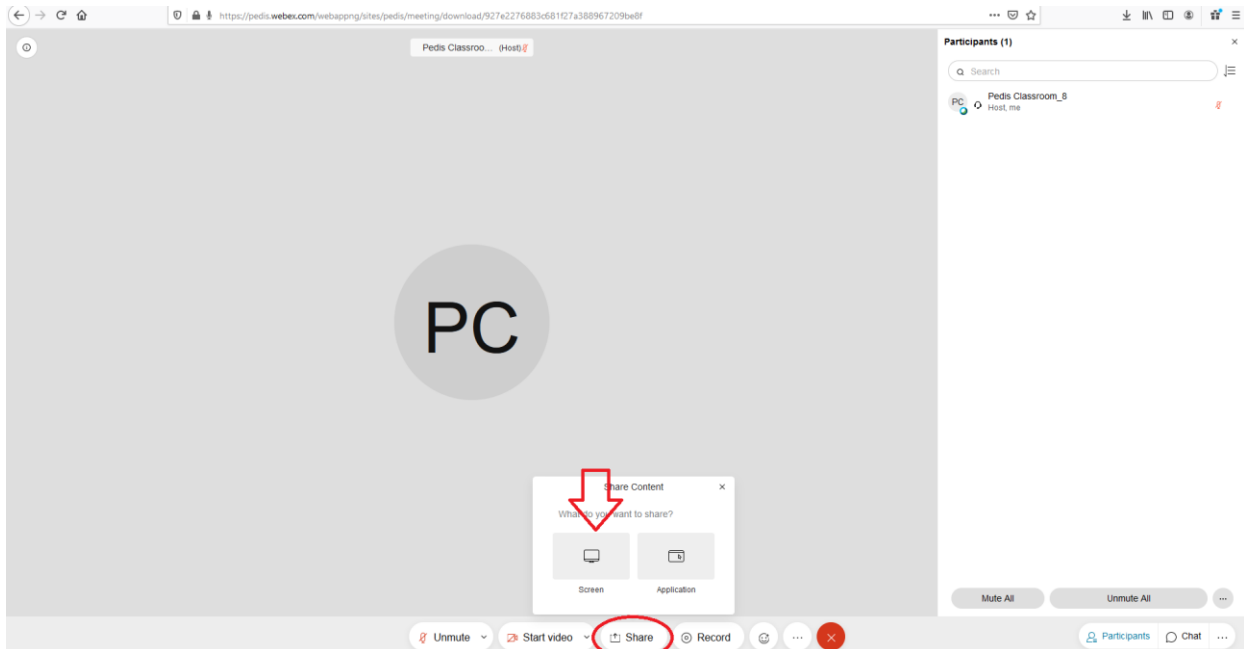 https://pedis.webex.com/webappng/sites/pedis/meeting/download/927e2276883c681f27a388967209be8f
Pedis Classroo... (Host)
Participants (1)
Search
PC
Pedis Classroom_8
Host, me
PC
Share Content
What do you want to share?
Screen
Application
Mute All
Unmute All
Unmute
Start video
Share
Record
Participants
Chat